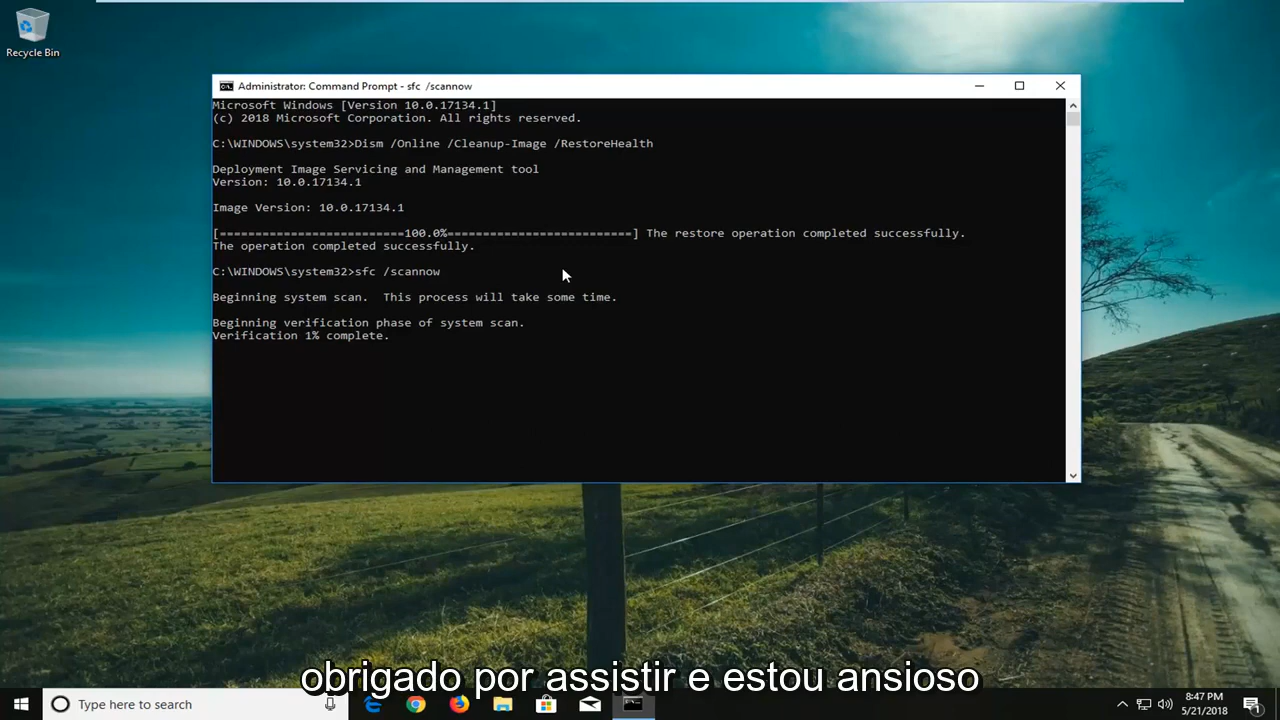 Recycle Bin
Administrator: Command Prompt - sfc /scannow
Microsoft Windows [Version 10.0.17134.1]
(c) 2018 Microsoft Corporation. All rights reserved.
C:\WINDOWS\system32>Dism /Online /Cleanup-Image /RestoreHealth
Deployment Image Servicing and Management tool
Version: 10.0.17134.1
Image Version: 10.0.17134.1
[==========================100.0%==========================] The restore operation completed successfully.
The operation completed successfully.
C:\WINDOWS\system32>sfc /scannow
Beginning system scan.  This process will take some time.
Beginning verification phase of system scan.
Verification 1% complete.
obrigado por assistir e estou ansioso
Type here to search
8:47 PM
5/21/2018
1